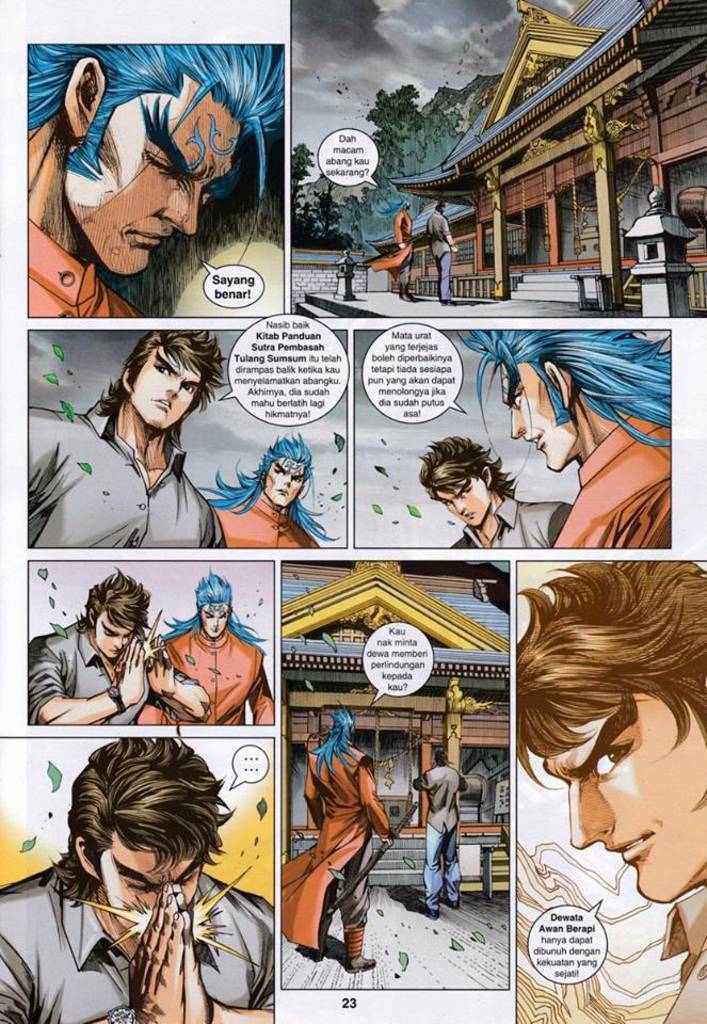 Sayang
benar!
Dah
macam
abang kau
sekarang?
Nasib baik
Kitab Panduan
Sutra Pembasah
Tulang Sumsum itu telah
dirampas balik ketika kau
menyelamatkan abangku.
Akhirnya, dia sudah
mahu berlatih lagi
hikmatnya!
Mata urat
yang terjejas
boleh diperbaikinya
tetapi tiada sesiapa
pun yang akan dapat
menolongya jika
dia sudah putus
asa!
... ...
Kau
nak minta
dewa memberi
perlindungan
kepada
kau?
Dewata
Awan Berapi
hanya dapat
dibunuh dengan
kekuatan yang
sejati!
23